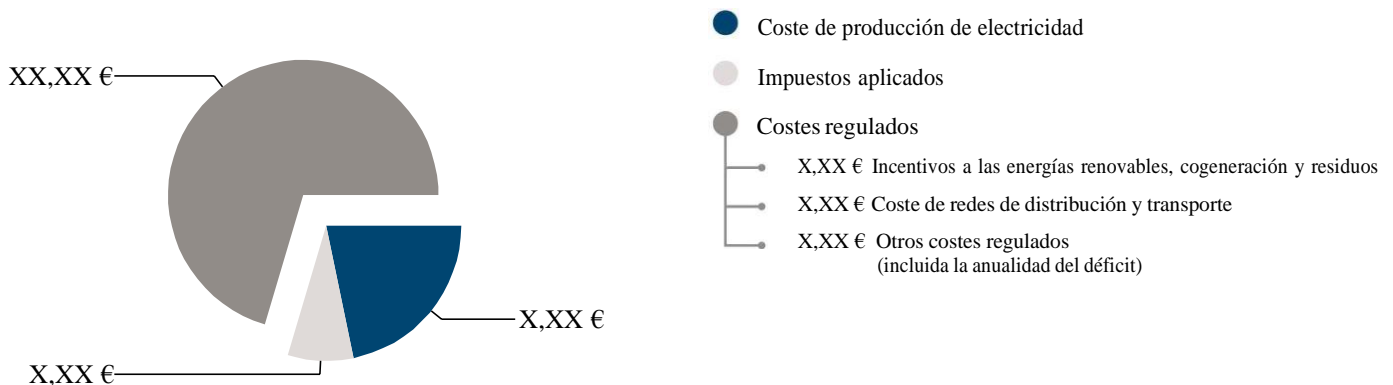 XX,XX €
X,XX €
X,XX €
Coste de producción de electricidad
Impuestos aplicados
Costes regulados
X,XX € Incentivos a las energías renovables, cogeneración y residuos
X,XX € Coste de redes de distribución y transporte
X,XX € Otros costes regulados
(incluida la anualidad del déficit)